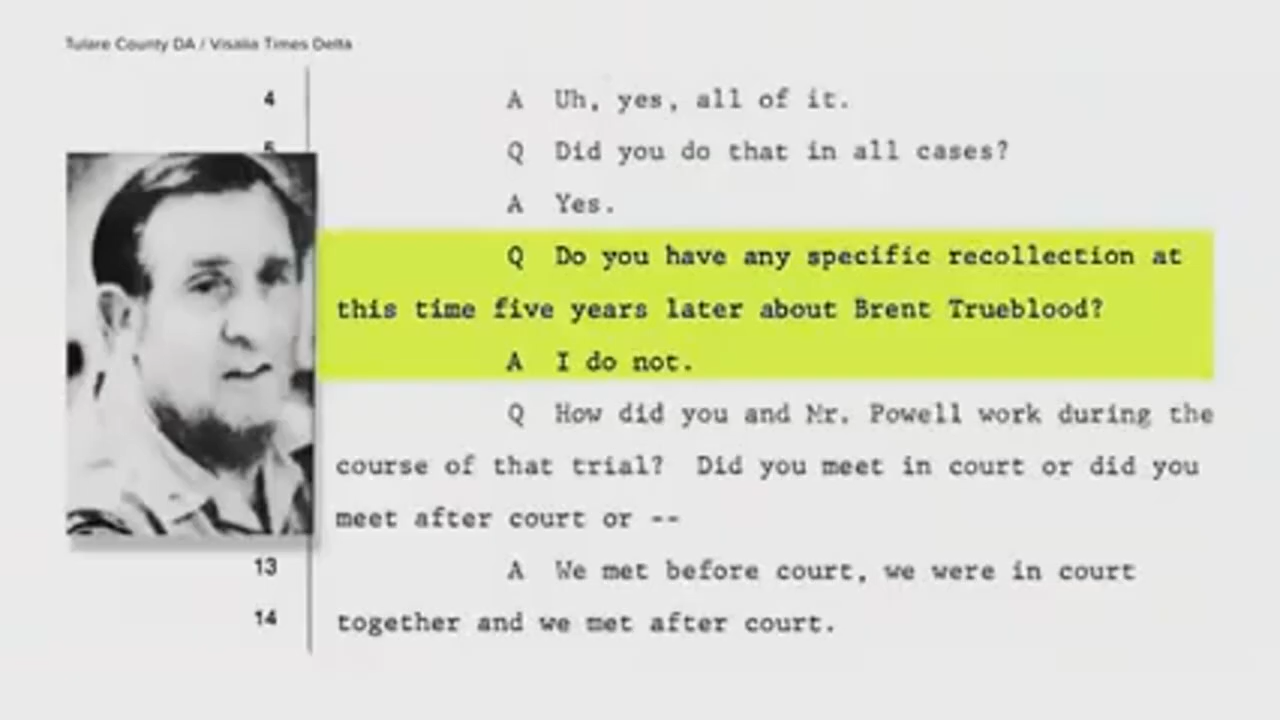 Tulare County DA / Visalia Times Delta
4 A Uh, yes, all of it.
5 Q Did you do that in all cases?
A Yes.
Q Do you have any specific recollection at
this time five years later about Brent Trueblood?
A I do not.
Q How did you and Mr. Powell work during the
course of that trial? Did you meet in court or did you
meet after court or --
13 A We met before court, we were in court
14 together and we met after court.